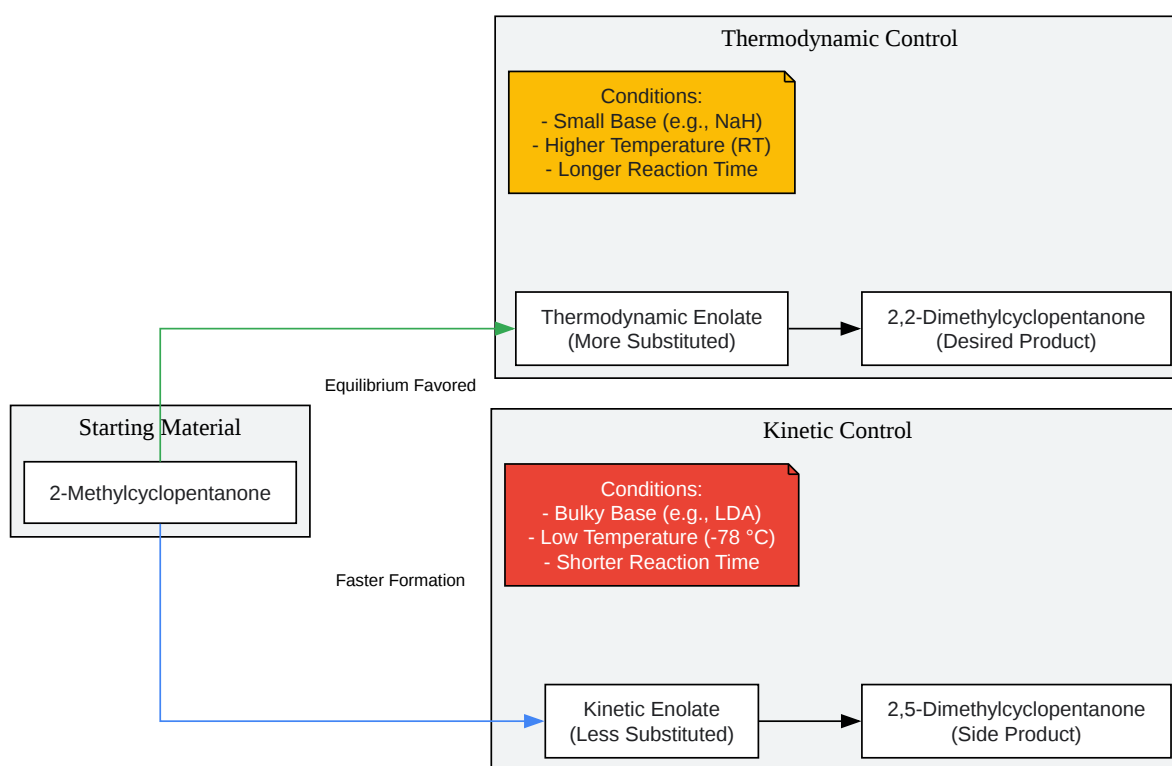 Thermodynamic Control
Conditions:
- Small Base (e.g., NaH)
- Higher Temperature (RT)
- Longer Reaction Time
Thermodynamic Enolate
(More Substituted)
2,2-Dimethylcyclopentanone
(Desired Product)
Equilibrium Favored
Starting Material
2-Methylcyclopentanone
Kinetic Control
Conditions:
- Bulky Base (e.g., LDA)
- Low Temperature (-78 °C)
- Shorter Reaction Time
Faster Formation
Kinetic Enolate
(Less Substituted)
2,5-Dimethylcyclopentanone
(Side Product)